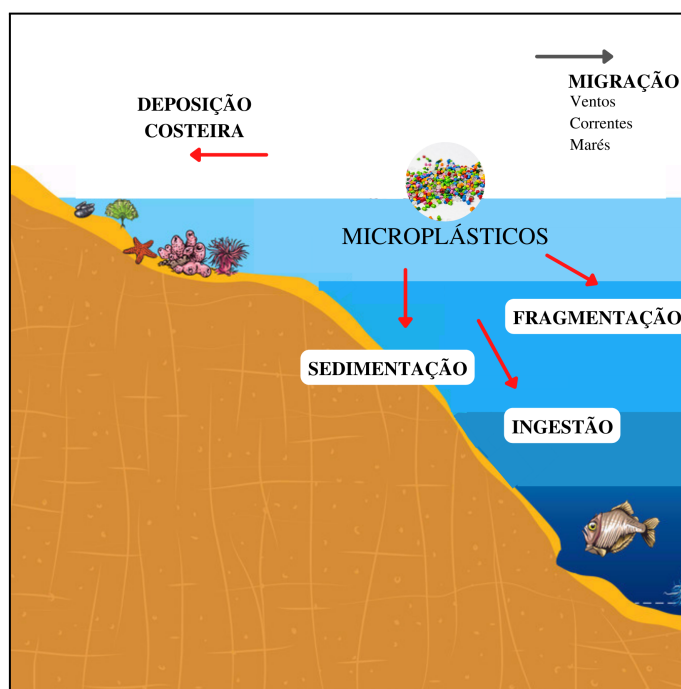 MIGRAÇÃO
Ventos
Correntes
Marés
DEPOSIÇÃO
COSTEIRA
MICROPLÁSTICOS
FRAGMENTAÇÃO
SEDIMENTAÇÃO
INGESTÃO